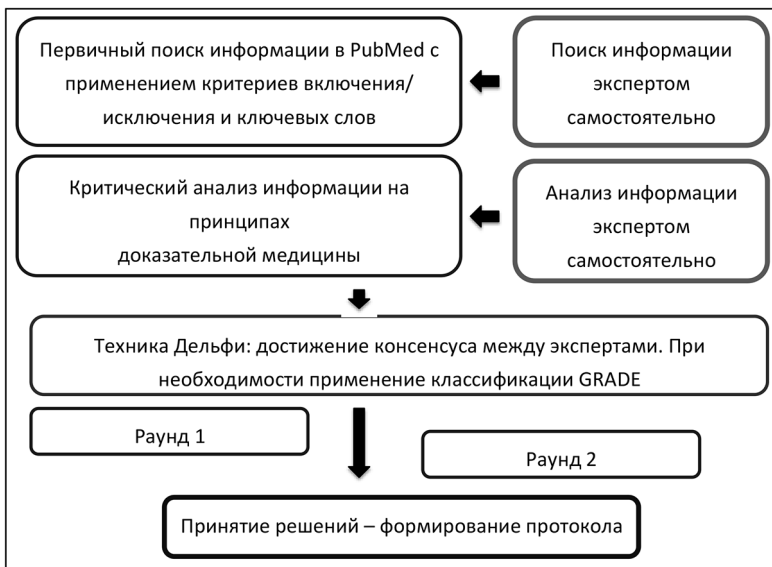 Первичный поиск информации в PubMed с
применением критериев включения/
исключения и ключевых слов
Поиск информации
экспертом
самостоятельно
Критический анализ информации на
принципах
доказательной медицины
Анализ информации
экспертом
самостоятельно
Техника Дельфи: достижение консенсуса между экспертами. При
необходимости применение классификации GRADE
Раунд 1
Раунд 2
Принятие решений – формирование протокола